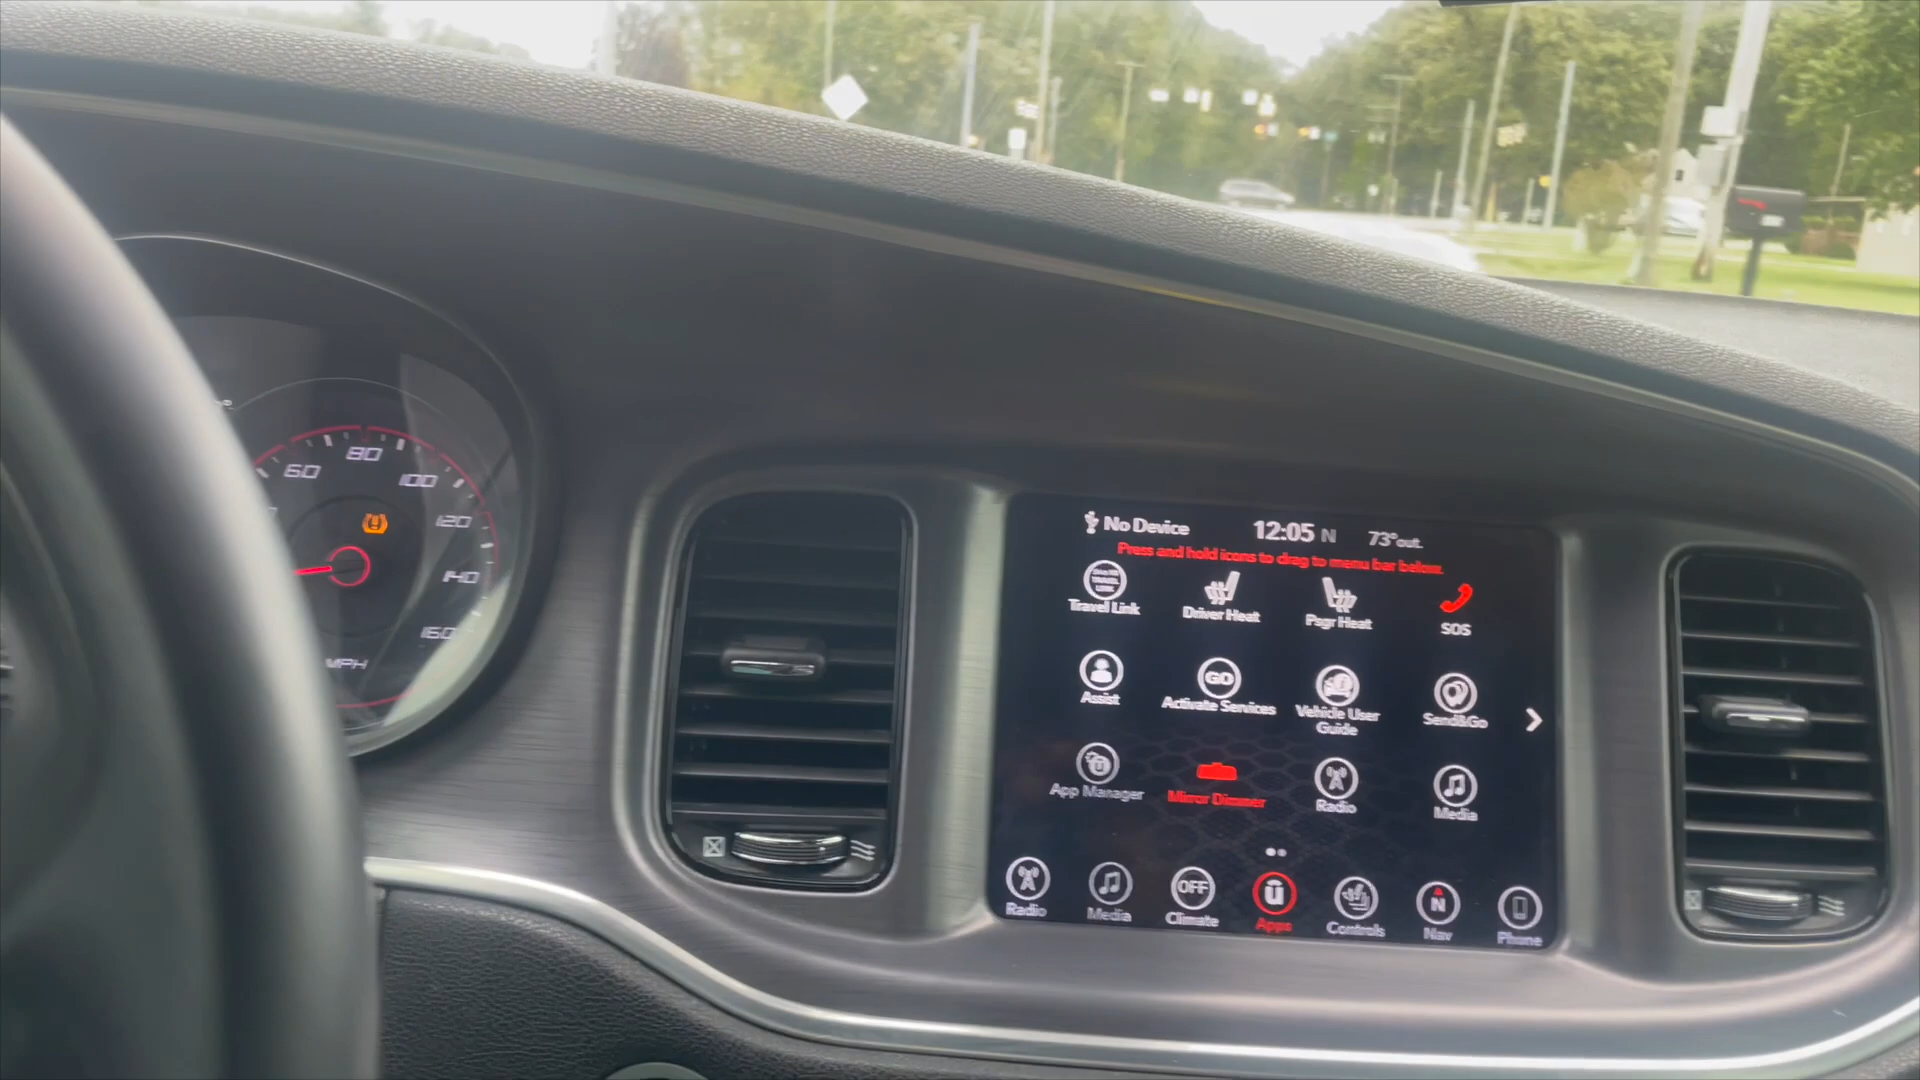 60
80
100
120
140
160
MPH
No Device
12:05 N
73° out.
Press and hold icons to drag to menu bar below.
TRAVEL LINK
Travel Link
Driver Heat
Psgr Heat
SOS
Assist
GO
Activate Services
Vehicle User Guide
Send&Go
App Manager
Mirror Dimmer
Radio
Media
Radio
Media
OFF
Climate
Apps
Controls
N
Nav
Phone